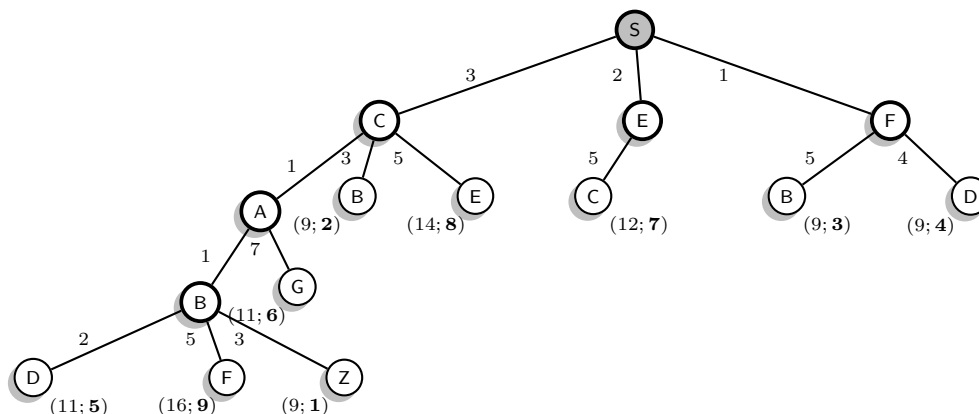 S
3 2 1
C E F
1 3 5 5 5 4
A B E C B D
(9; 2) (14; 8) (12; 7) (9; 3) (9; 4)
1 7
G
B (11; 6)
2 5 3
D F Z
(11; 5) (16; 9) (9; 1)